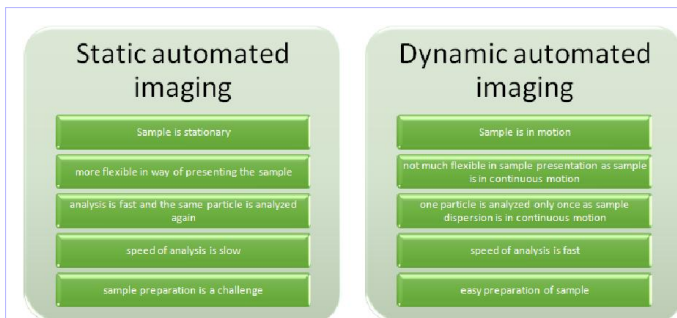 Static automated
imaging
Sample is stationary
more flexible in way of presenting the sample
analysis is fast and the same particle is analyzed
again
speed of analysis is slow
sample preparation is a challenge
Dynamic automated
imaging
Sample is in motion
not much flexible in sample presentation as sample
is in continuous motion
one particle is analyzed only once as sample
dispersion is in continuous motion
speed of analysis is fast
easy preparation of sample